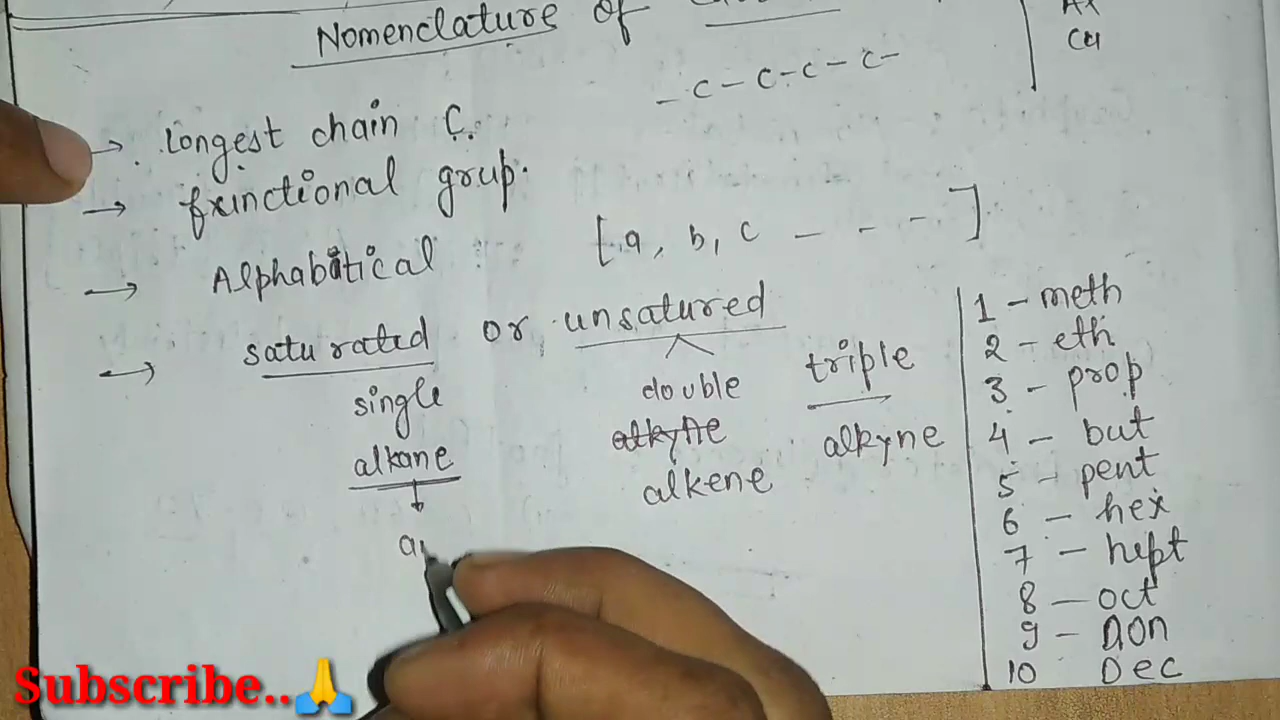 Nomenclature of
CH
- C - C - C - C -
→ Longest chain C.
→ functional grup.
→ Alphabatical [a, b, c - - - ]
→ saturated or unsatured
single double triple
alkane alkyne alkyne
alkene
an
1 - meth
2 - eth
3 - prop
4 - but
5 - pent
6 - hex
7 - hept
8 - oct
9 - non
10 Dec
Subscribe..🙏